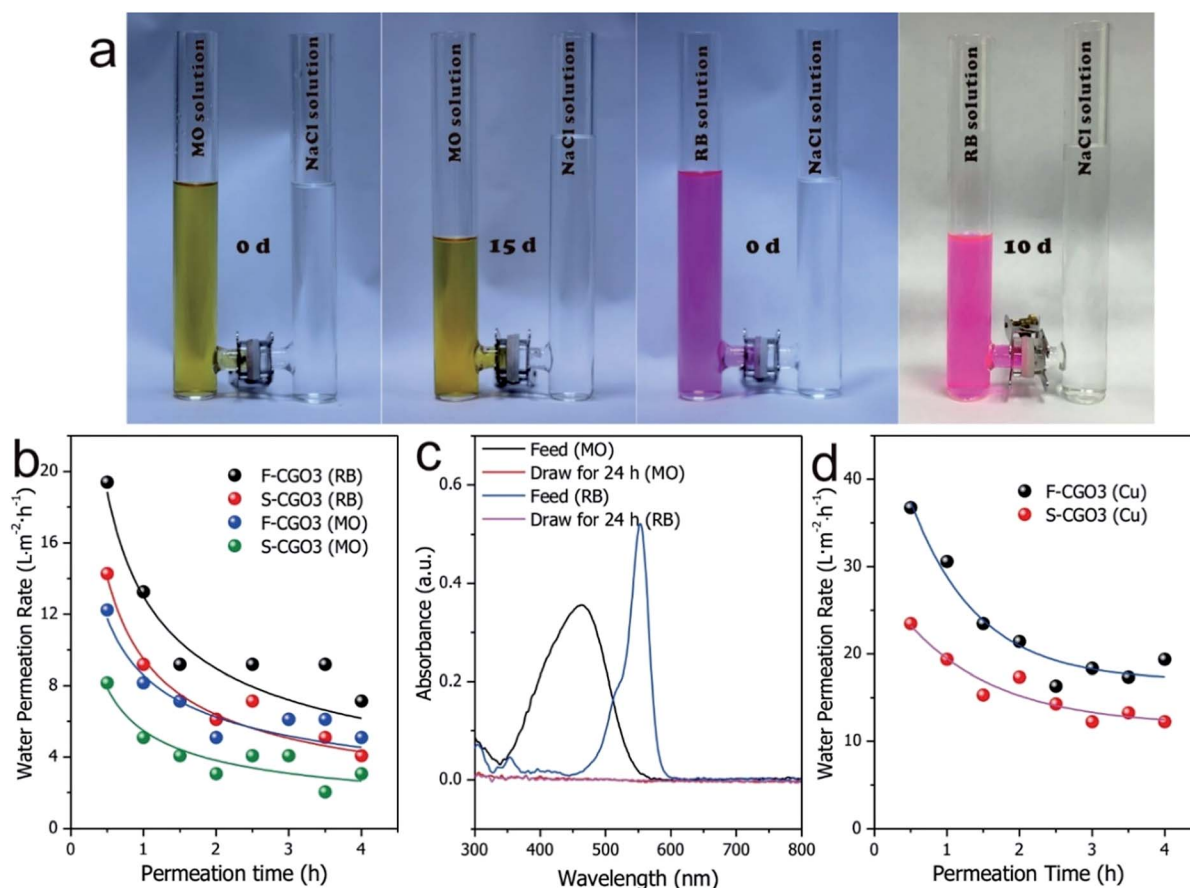 a
MO solution
NaCl solution
0 d
MO solution
NaCl solution
15 d
RB solution
NaCl solution
0 d
RB solution
NaCl solution
10 d
b
Water Permeation Rate (L·m⁻²·h⁻¹)
20
16
12
8
4
0
F-CGO3 (RB)
S-CGO3 (RB)
F-CGO3 (MO)
S-CGO3 (MO)
0 1 2 3 4
Permeation time (h)
c
Absorbance (a.u.)
0.6
0.4
0.2
0.0
Feed (MO)
Draw for 24 h (MO)
Feed (RB)
Draw for 24 h (RB)
300 400 500 600 700 800
Wavelength (nm)
d
Water Permeation Rate (L·m⁻²·h⁻¹)
45
30
15
0
F-CGO3 (Cu)
S-CGO3 (Cu)
0 1 2 3 4
Permeation Time (h)